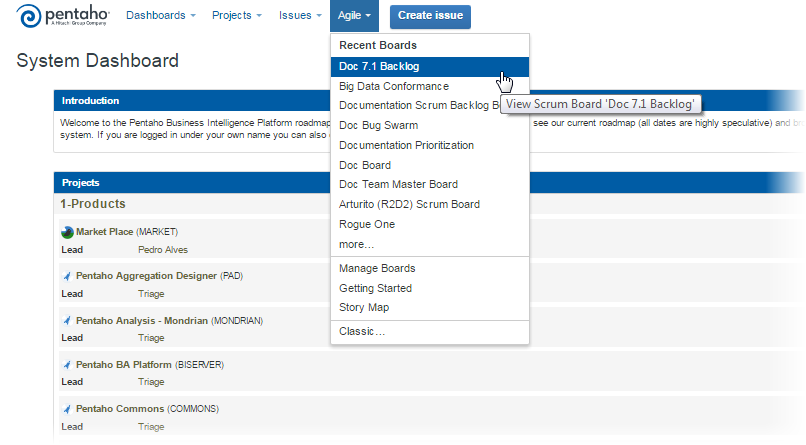 pentaho
A Hitachi Group Company
Dashboards Projects Issues Agile Create issue
System Dashboard
Recent Boards
Doc 7.1 Backlog
Big Data Conformance
Documentation Scrum Backlog
View Scrum Board 'Doc 7.1 Backlog'
Doc Bug Swarm
Documentation Prioritization
Doc Board
Doc Team Master Board
Arturito (R2D2) Scrum Board
Rogue One
more...
Manage Boards
Getting Started
Story Map
Classic...
Introduction
Welcome to the Pentaho Business Intelligence Platform roadmap see our current roadmap (all dates are highly speculative) and
system. If you are logged in under your own name you can also
Projects
1-Products
Market Place (MARKET)
Lead Pedro Alves
Pentaho Aggregation Designer (PAD)
Lead Triage
Pentaho Analysis - Mondrian (MONDRIAN)
Lead Triage
Pentaho BA Platform (BISERVER)
Lead Triage
Pentaho Commons (COMMONS)
Lead Triage